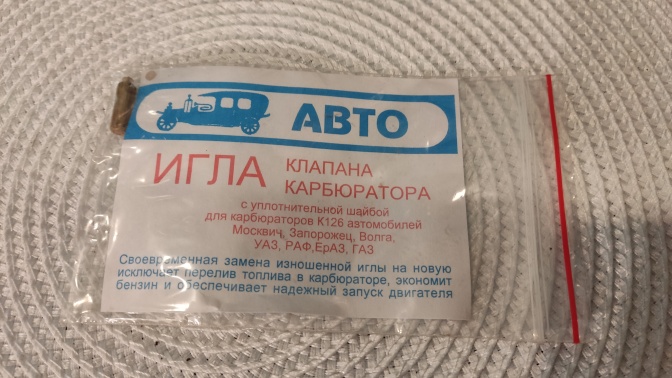 АВТО
ИГЛА КЛАПАНА
КАРБЮРАТОРА
с уплотнительной шайбой
для карбюраторов К126 автомобилей
Москвич, Запорожец, Волга,
УАЗ, РАФ,ЕрАЗ, ГАЗ
Своевременная замена изношенной иглы на новую
исключает перелив топлива в карбюраторе, экономит
бензин и обеспечивает надежный запуск двигателя